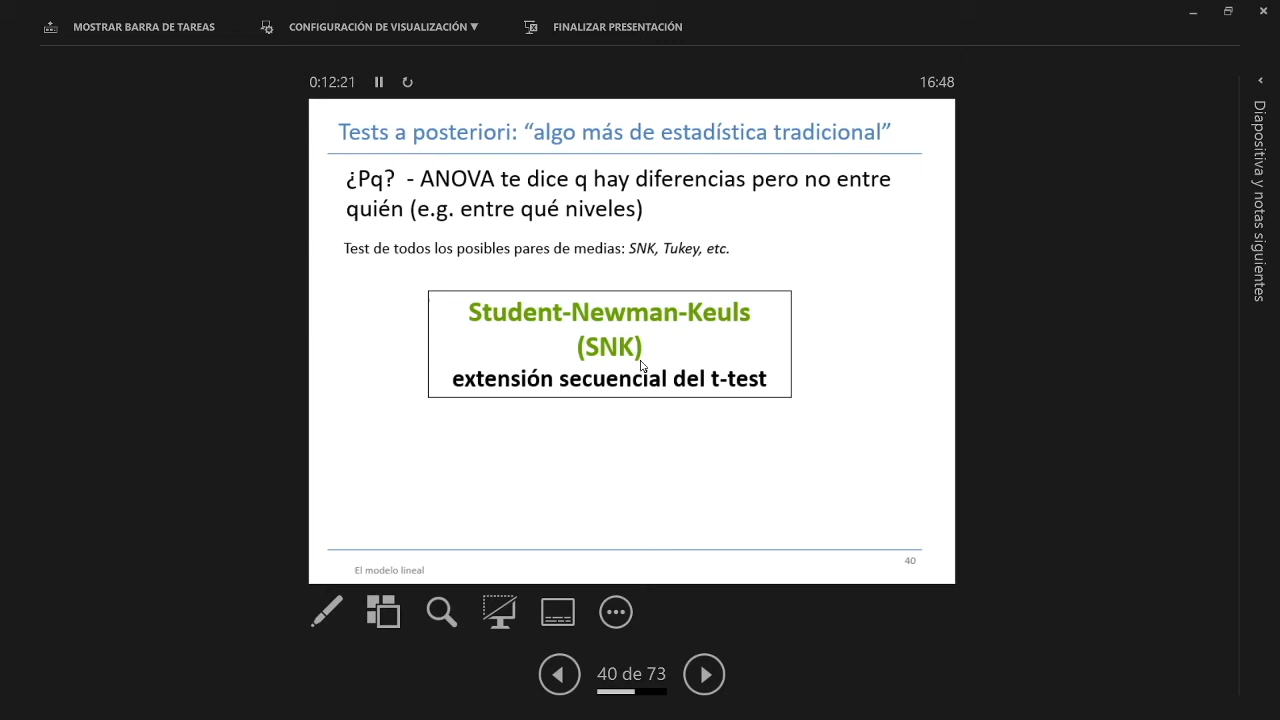 MOSTRAR BARRA DE TAREAS
CONFIGURACIÓN DE VISUALIZACIÓN ▼
FINALIZAR PRESENTACIÓN
0:12:21
16:48
Tests a posteriori: “algo más de estadística tradicional”
¿Pq? - ANOVA te dice q hay diferencias pero no entre
quién (e.g. entre qué niveles)
Test de todos los posibles pares de medias: SNK, Tukey, etc.
Student-Newman-Keuls
(SNK)
extensión secuencial del t-test
El modelo lineal
40
40 de 73
Diapositiva y notas siguientes